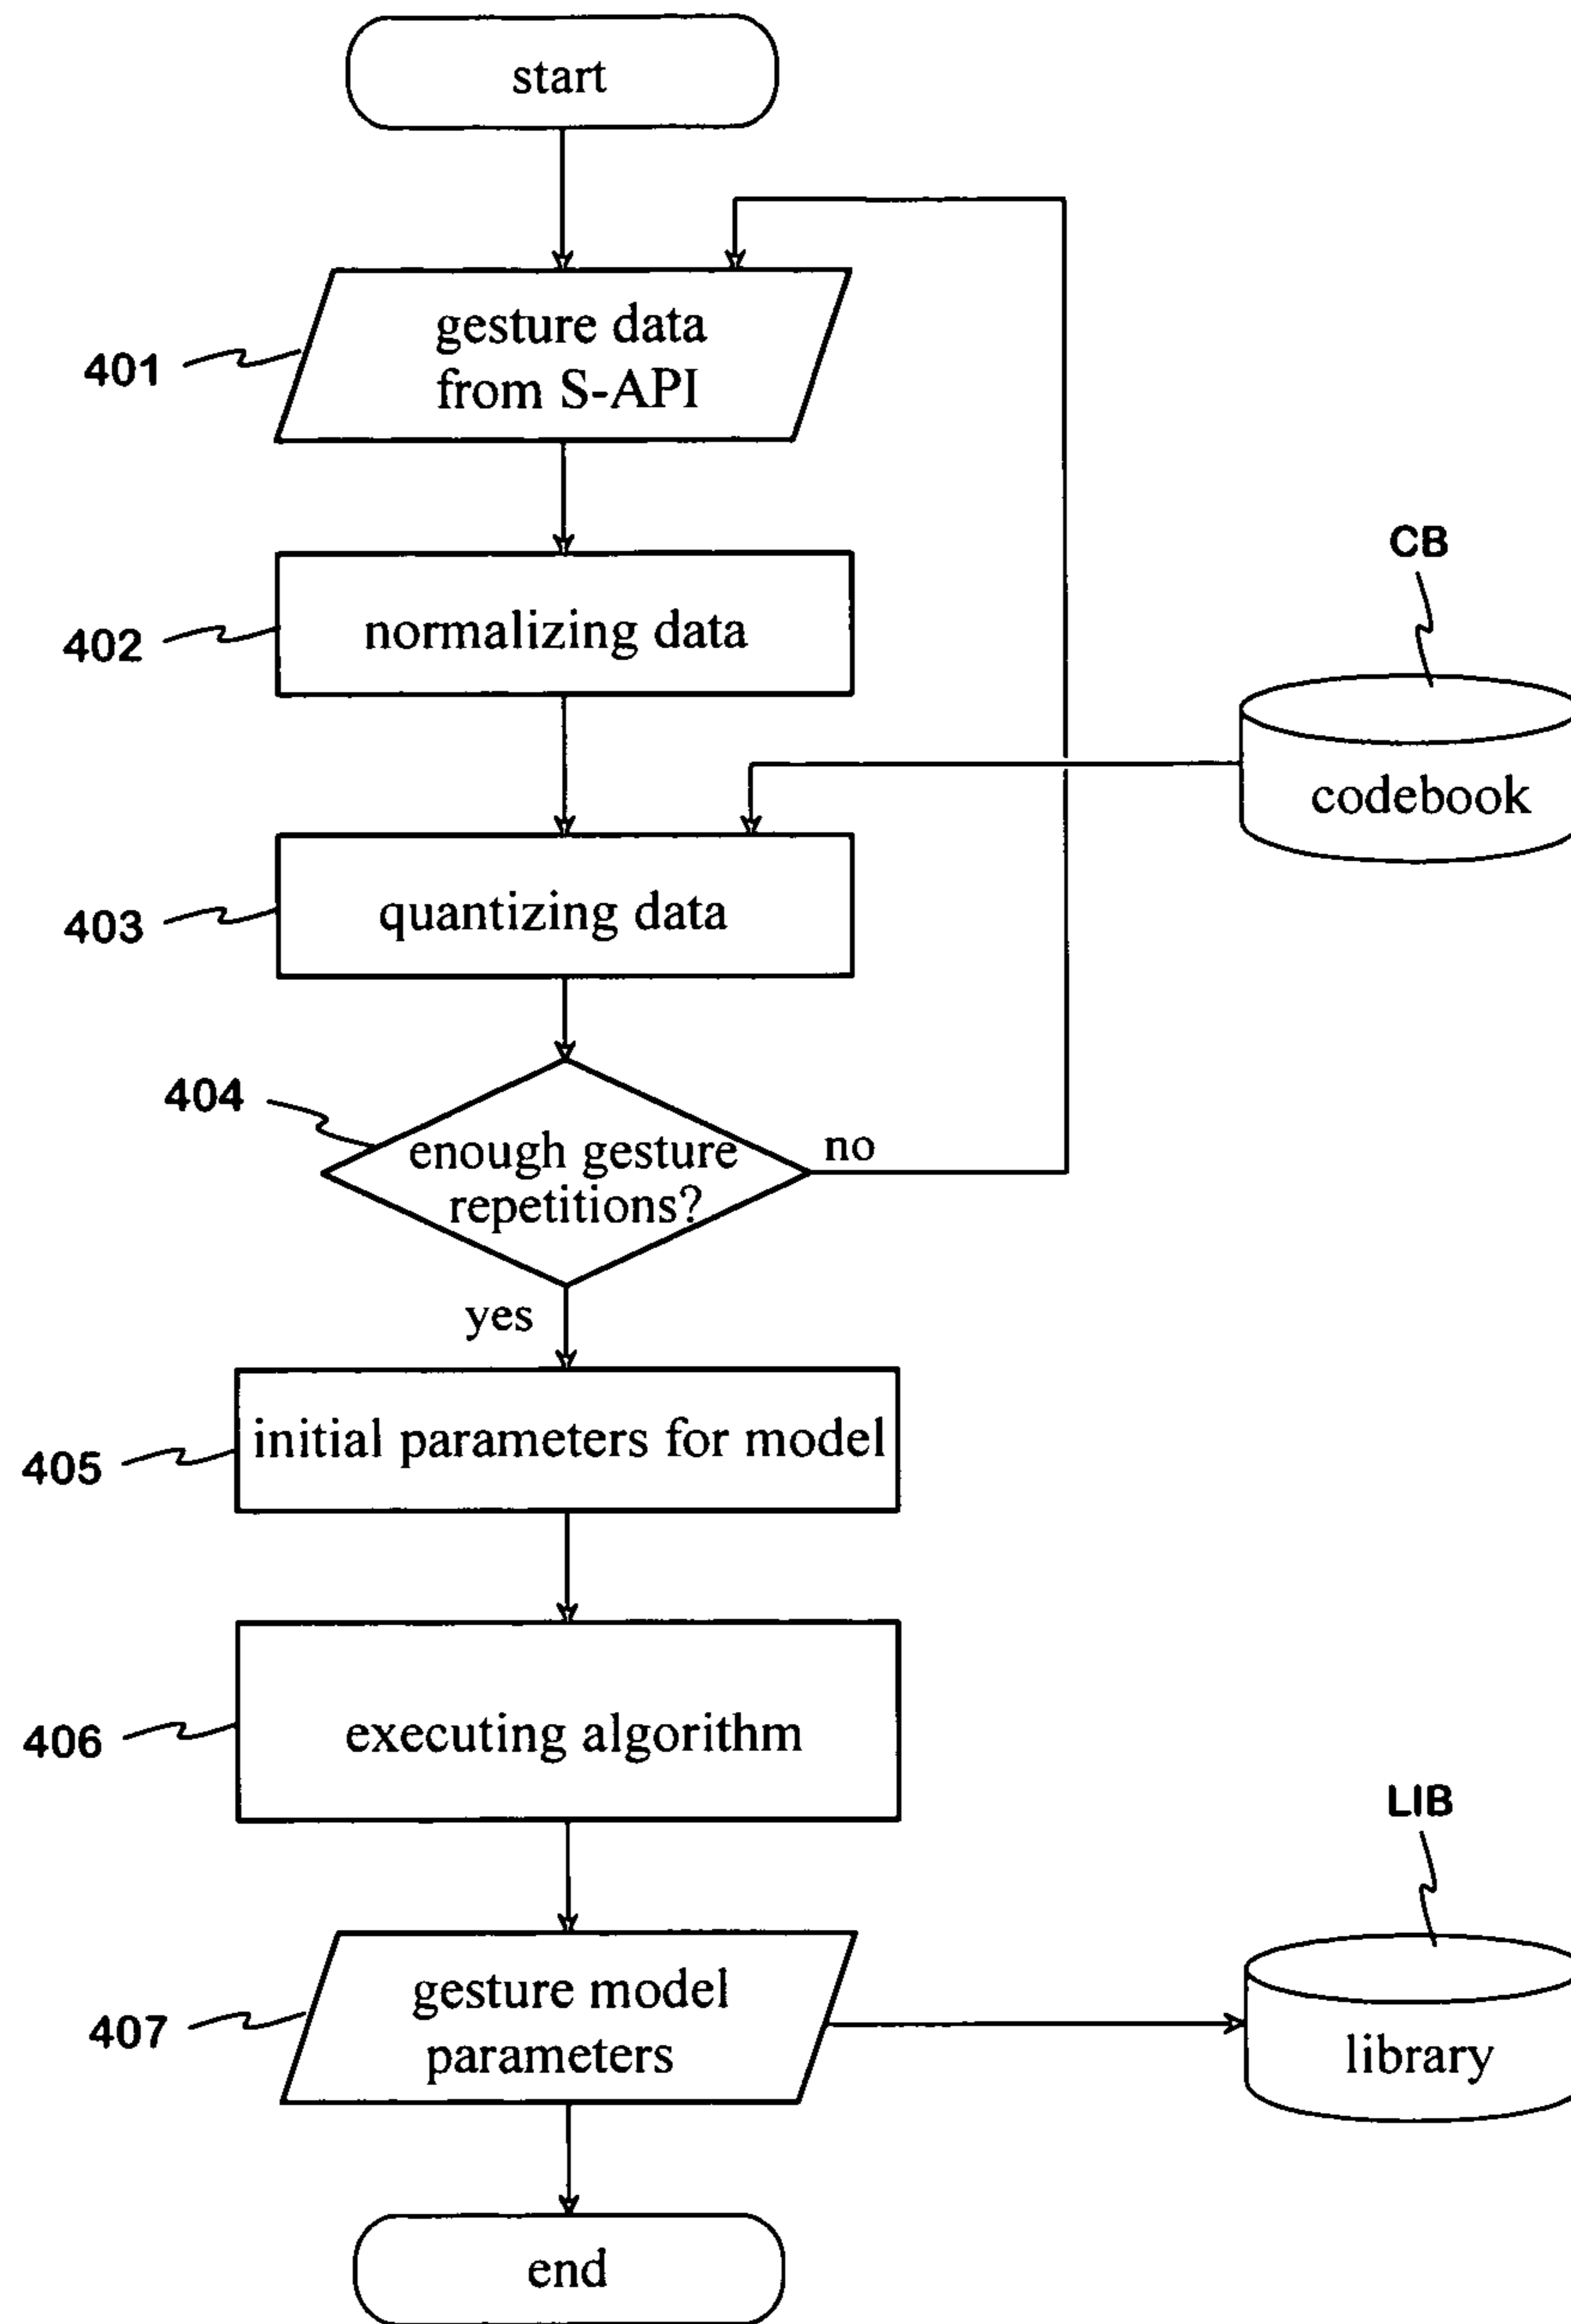 start
gesture data
from S-API
401
CB
normalizing data
402
codebook
quantizing data
403
404
enough gesture
repetitions?
no
yes
initial parameters for model
405
executing algorithm
406
LIB
gesture model
parameters
407
library
end